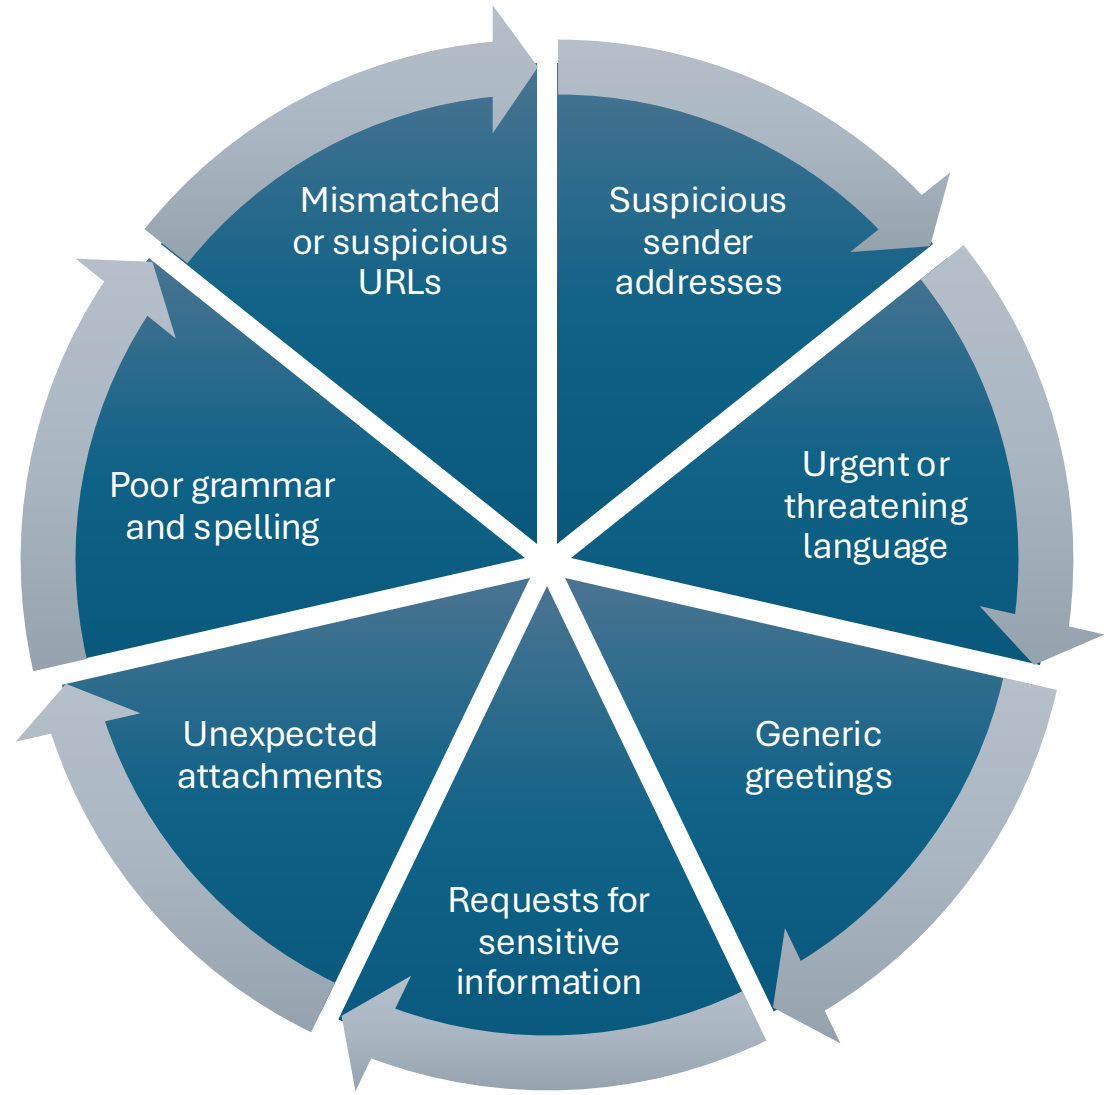 Suspicious
sender
addresses
Urgent or
threatening
language
Generic
greetings
Requests for
sensitive
information
Unexpected
attachments
Poor grammar
and spelling
Mismatched
or suspicious
URLs